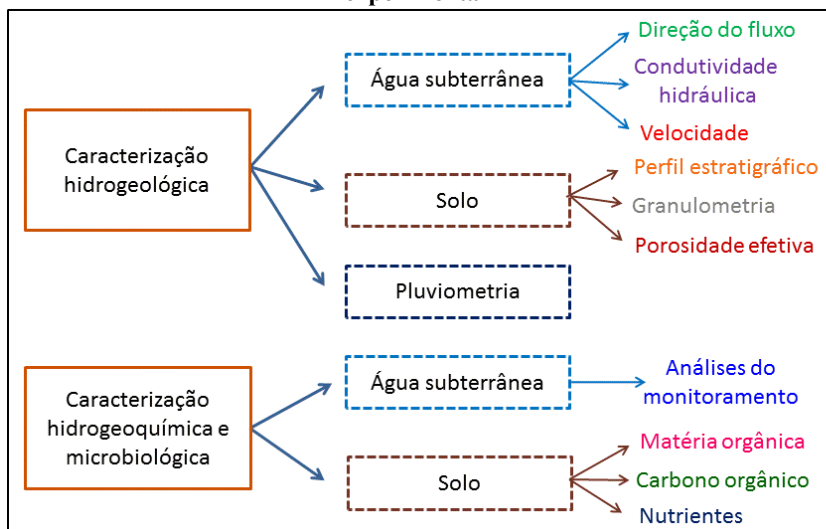 Direção do fluxo
Água subterrânea
Condutividade
hidráulica
Velocidade
Caracterização
hidrogeológica
Perfil estratigráfico
Solo
Granulometria
Porosidade efetiva
Pluviometria
Caracterização
hidrogeoquímica e
microbiológica
Água subterrânea
Análises do
monitoramento
Matéria orgânica
Solo
Carbono orgânico
Nutrientes